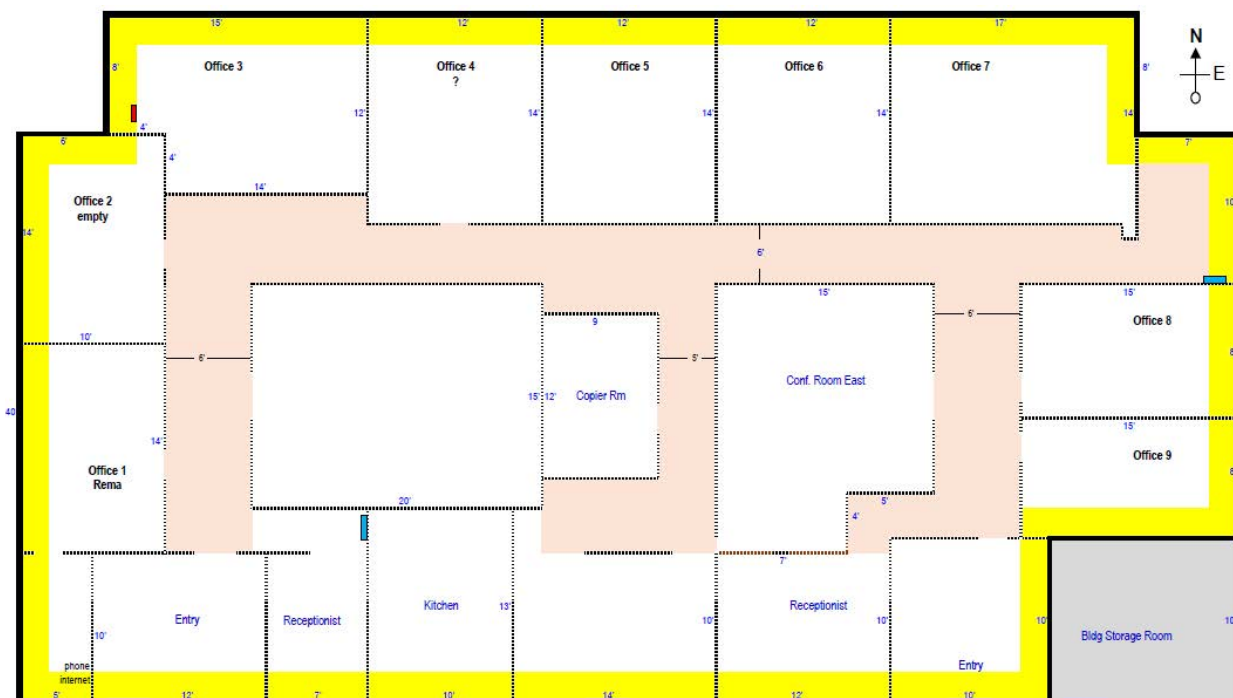 15'
12'
12'
12'
17'
N
E
8'
Office 3
Office 4
?
Office 5
Office 6
Office 7
8'
12'
14'
14'
14'
14'
4'
6'
4'
7'
14'
Office 2
empty
14'
10'
6'
15'
15'
10'
6'
5'
9
6'
Office 8
15'
12'
Copier Rm
Conf. Room East
40
14'
15'
Office 9
Office 1
Rema
20'
5'
4'
7'
Entry
Receptionist
Kitchen
13'
10'
Receptionist
10'
10'
Bldg Storage Room
10'
phone
internet
Entry
5'
12'
7'
10'
14'
12'
10'